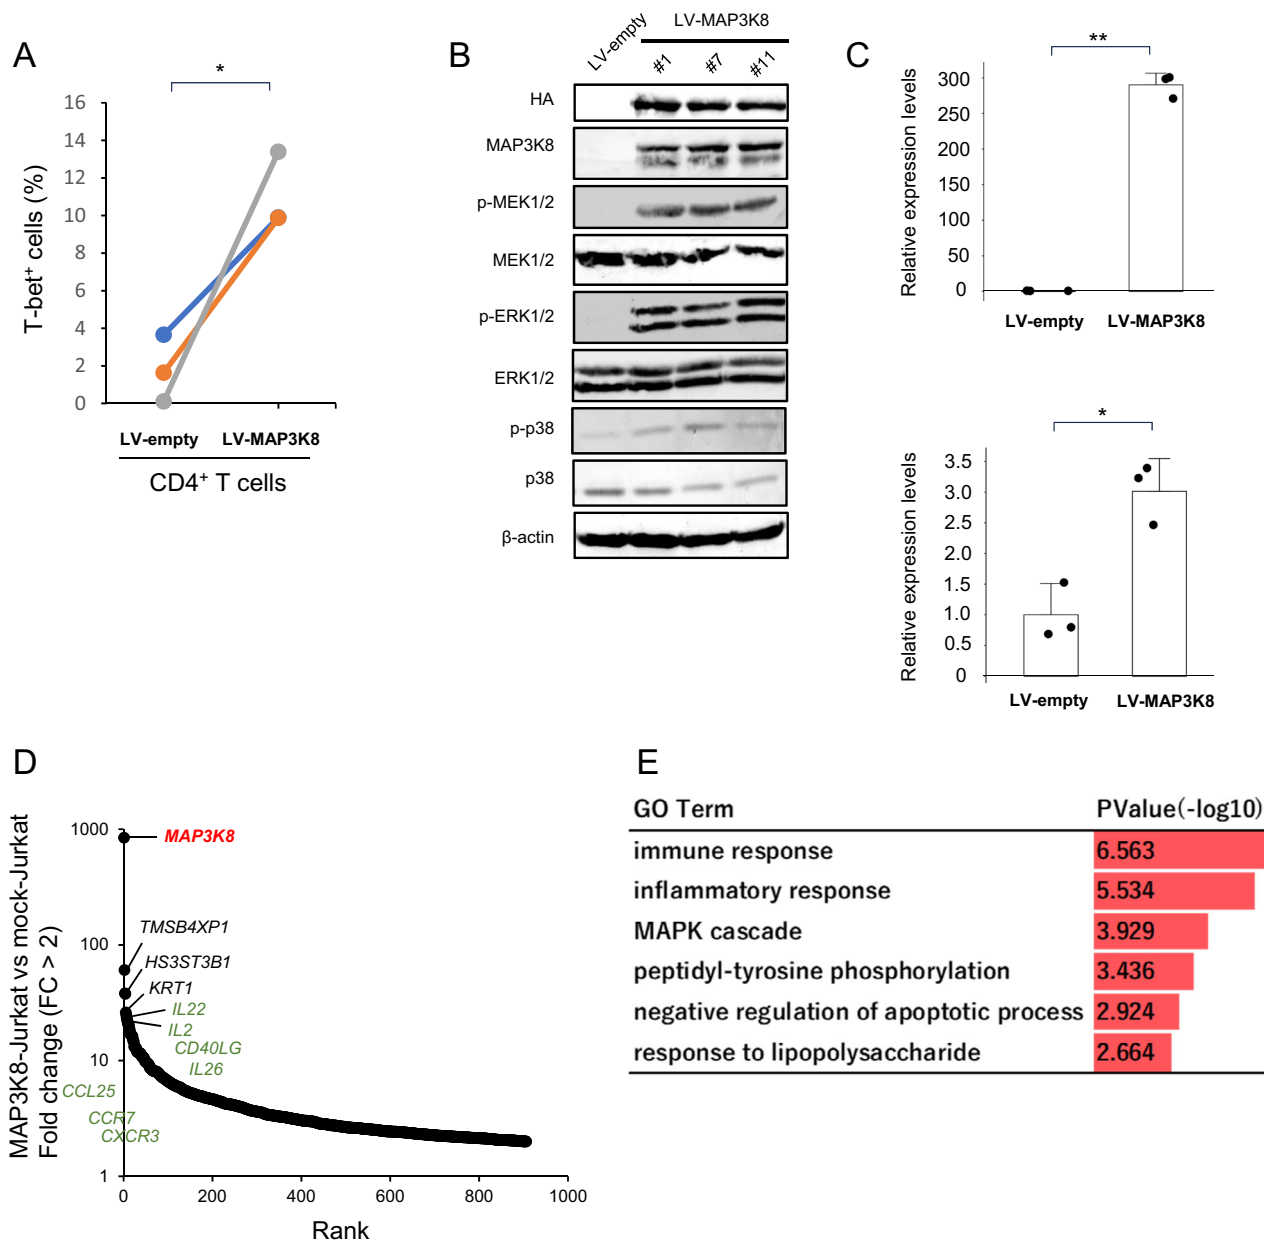 A
*
16
14
12
10
8
6
4
2
0
T-bet+ cells (%)
LV-empty LV-MAP3K8
CD4+ T cells
B
LV-empty
LV-MAP3K8
#1 #7 #11
HA
MAP3K8
p-MEK1/2
MEK1/2
p-ERK1/2
ERK1/2
p-p38
p38
β-actin
C
**
Relative expression levels
300
250
200
150
100
50
0
LV-empty LV-MAP3K8
*
Relative expression levels
3.5
3.0
2.5
2.0
1.5
1.0
0.5
0
LV-empty LV-MAP3K8
D
MAP3K8-Jurkat vs mock-Jurkat
Fold change (FC > 2)
1000
100
10
1
MAP3K8
TMSB4XP1
HS3ST3B1
KRT1
IL22
IL2
CD40LG
IL26
CCL25
CCR7
CXCR3
0 200 400 600 800 1000
Rank
E
GO Term PValue(-log10)
immune response 6.563
inflammatory response 5.534
MAPK cascade 3.929
peptidyl-tyrosine phosphorylation 3.436
negative regulation of apoptotic process 2.924
response to lipopolysaccharide 2.664